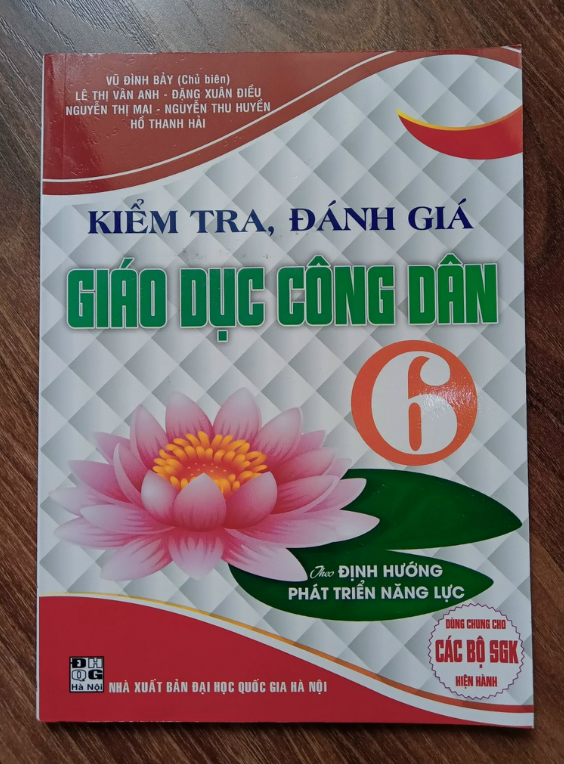 VŨ ĐÌNH BẢY (Chủ biên)
LÊ THỊ VÂN ANH - ĐẶNG XUÂN ĐIỀU
NGUYỄN THỊ MAI - NGUYỄN THU HUYỀN
HỒ THANH HẢI
KIỂM TRA, ĐÁNH GIÁ
GIÁO DỤC CÔNG DÂN
6
Theo ĐỊNH HƯỚNG
PHÁT TRIỂN NĂNG LỰC
DÙNG CHUNG CHO
CÁC BỘ SGK
HIỆN HÀNH
ĐH
QG
Hà Nội
NHÀ XUẤT BẢN ĐẠI HỌC QUỐC GIA HÀ NỘI